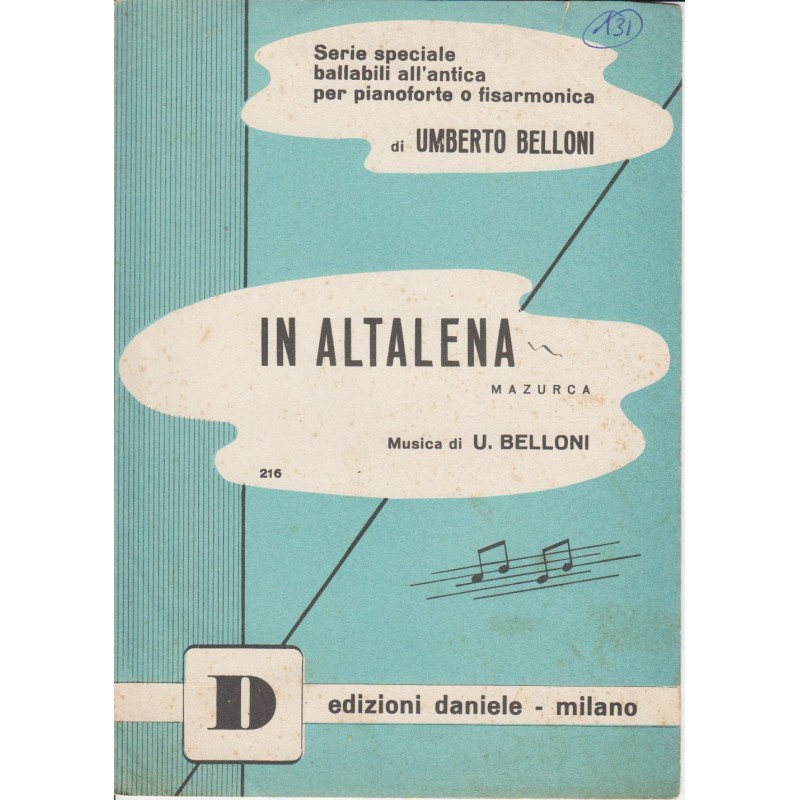 131
Serie speciale
ballabili all'antica
per pianoforte o fisarmonica
di UMBERTO BELLONI
IN ALTALENA
MAZURCA
Musica di U. BELLONI
216
D edizioni daniele - milano